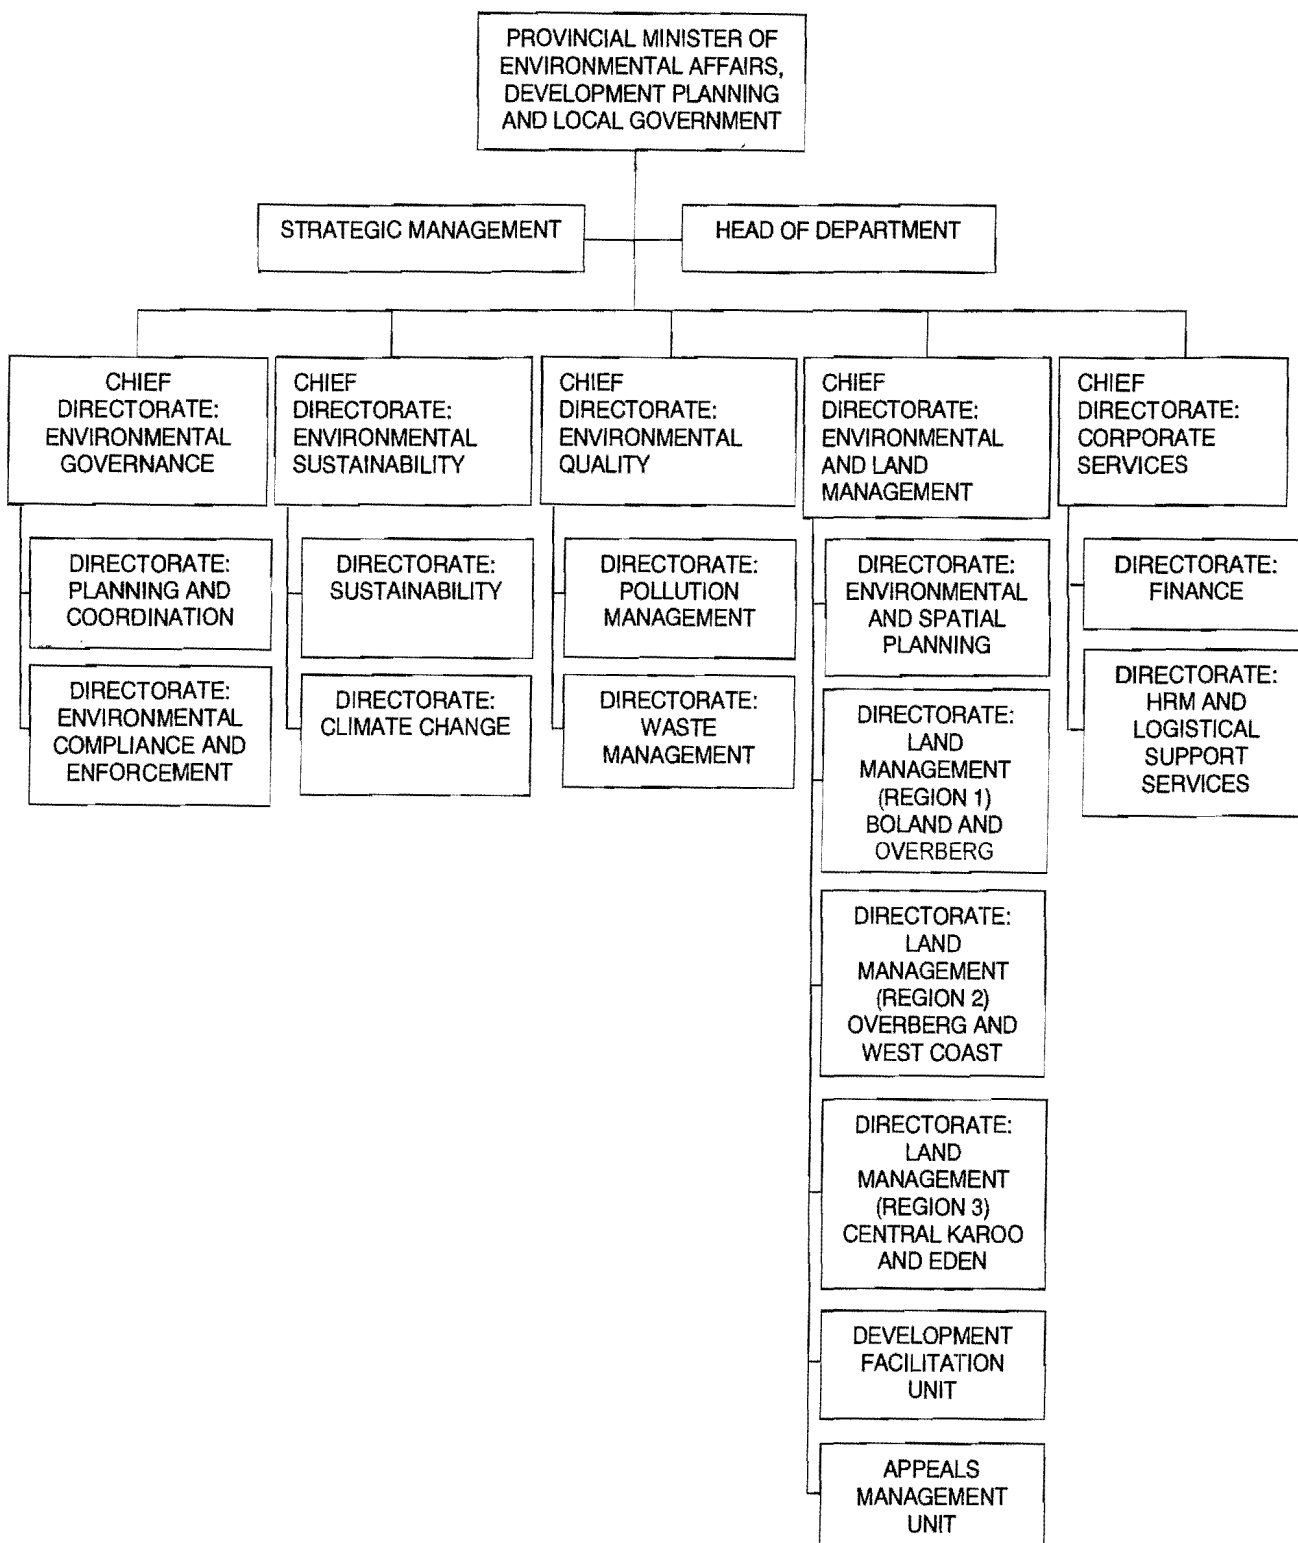 PROVINCIAL MINISTER OF
ENVIRONMENTAL AFFAIRS,
DEVELOPMENT PLANNING
AND LOCAL GOVERNMENT
STRATEGIC MANAGEMENT
HEAD OF DEPARTMENT
CHIEF
DIRECTORATE:
ENVIRONMENTAL
GOVERNANCE
DIRECTORATE:
PLANNING AND
COORDINATION
DIRECTORATE:
ENVIRONMENTAL
COMPLIANCE AND
ENFORCEMENT
CHIEF
DIRECTORATE:
ENVIRONMENTAL
SUSTAINABILITY
DIRECTORATE:
SUSTAINABILITY
DIRECTORATE:
CLIMATE CHANGE
CHIEF
DIRECTORATE:
ENVIRONMENTAL
QUALITY
DIRECTORATE:
POLLUTION
MANAGEMENT
DIRECTORATE:
WASTE
MANAGEMENT
CHIEF
DIRECTORATE:
ENVIRONMENTAL
AND LAND
MANAGEMENT
DIRECTORATE:
ENVIRONMENTAL
AND SPATIAL
PLANNING
DIRECTORATE:
LAND
MANAGEMENT
(REGION 1)
BOLAND AND
OVERBERG
DIRECTORATE:
LAND
MANAGEMENT
(REGION 2)
OVERBERG AND
WEST COAST
DIRECTORATE:
LAND
MANAGEMENT
(REGION 3)
CENTRAL KAROO
AND EDEN
DEVELOPMENT
FACILITATION
UNIT
APPEALS
MANAGEMENT
UNIT
CHIEF
DIRECTORATE:
CORPORATE
SERVICES
DIRECTORATE:
FINANCE
DIRECTORATE:
HRM AND
LOGISTICAL
SUPPORT
SERVICES